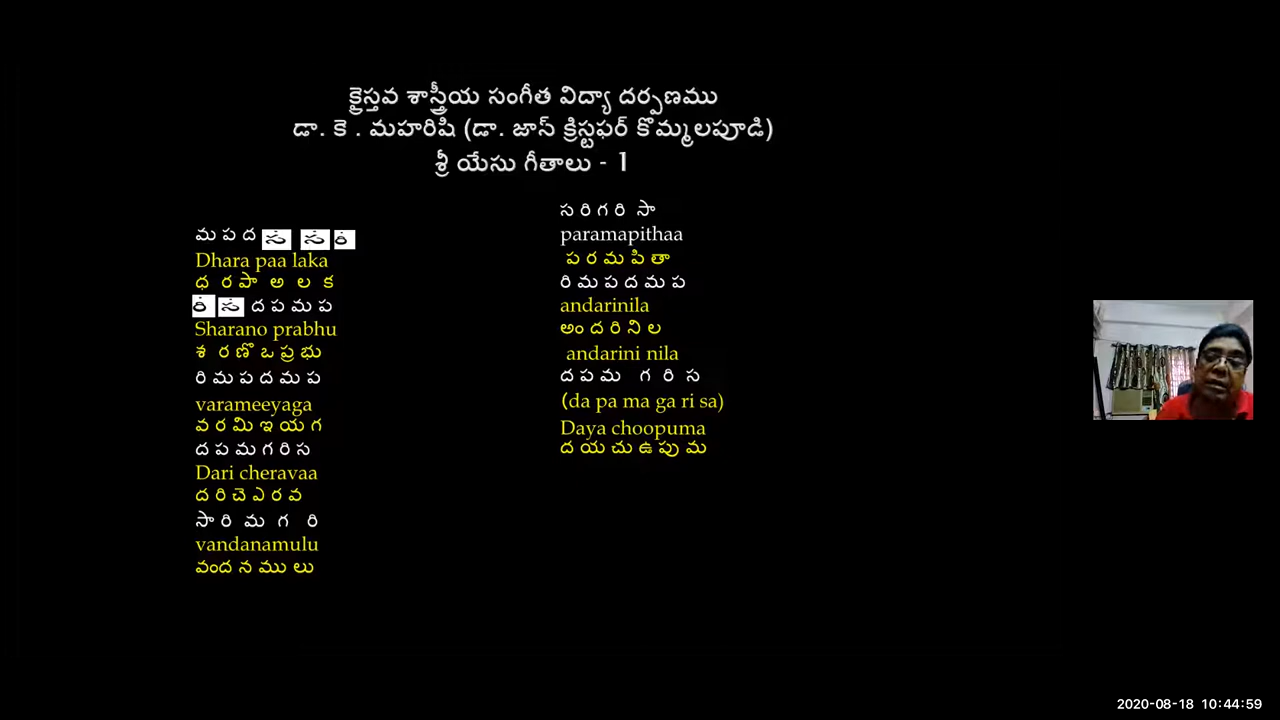 క్రైస్తవ శాస్త్రీయ సంగీత విద్యా దర్పణము
డా. కె . మహరిషి (డా. జాస్ క్రిస్టఫర్ కొమ్మలపూడి)
శ్రీ యేసు గీతాలు - 1
మ ప ద స స రి
Dhara paa laka
ధ ర పా అ ల క
రి స ద ప మ ప
Sharano prabhu
శ ర ణొ ఒ ప్ర భు
రి మ ప ద మ ప
varameeyaga
వ ర మి ఇ య గ
ద ప మ గ రి స
Dari cheravaa
ద రి చె ఎ ర వ
సా రి మ గ రి
vandanamulu
వంద న ము లు
స రి గ రి సా
paramapithaa
ప ర మ పి తా
రి మ ప ద మ ప
andarinila
అం ద రి ని ల
andarini nila
ద ప మ గ రి స
(da pa ma ga ri sa)
Daya choopuma
ద య చు ఉ పు మ
2020-08-18 10:44:59